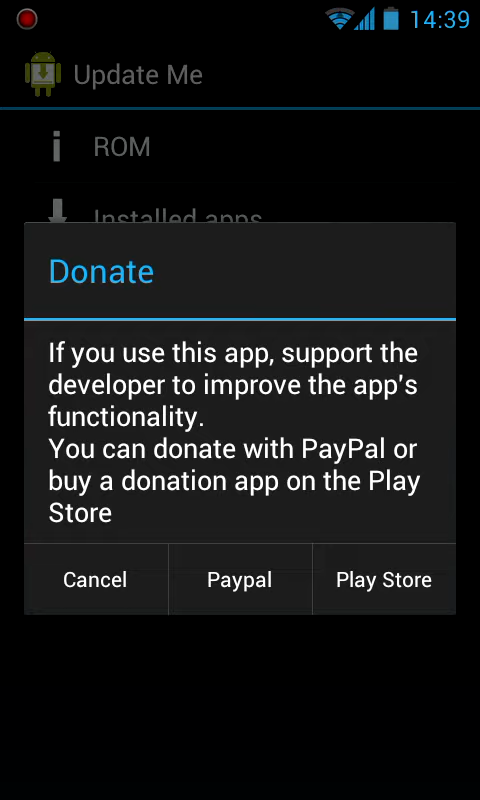 14:39
Update Me
ROM
Installed apps
Donate
If you use this app, support the
developer to improve the app's
functionality.
You can donate with PayPal or
buy a donation app on the Play
Store
Cancel
Paypal
Play Store